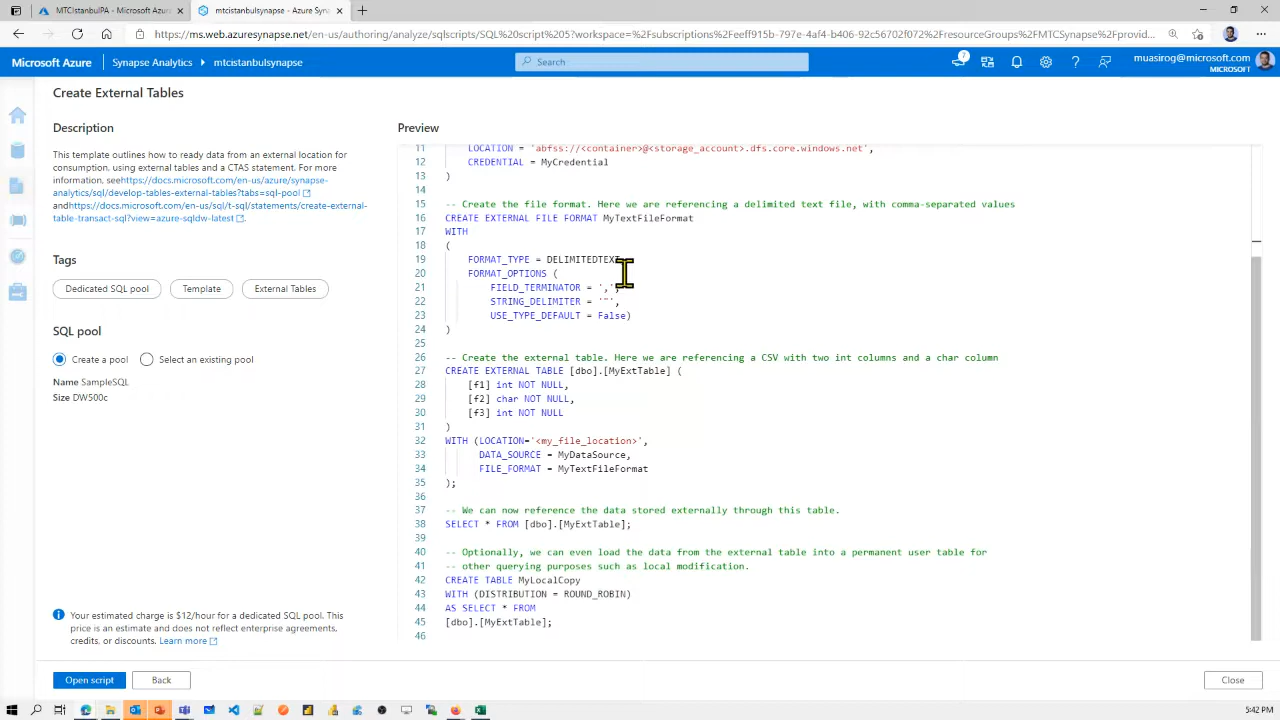 MTCIstanbulPA - Microsoft Azure
mtcistanbulsynapse - Azure Syna
https://ms.web.azuresynapse.net/en-us/authoring/analyze/sqlscripts/SQL%20script%205?workspace=%2Fsubscriptions%2Feeff915b-797e-4af4-b406-92c56702f072%2FresourceGroups%2FMTCSynapse%2Fprovid...
Microsoft Azure
Synapse Analytics
mtcistanbulsynapse
Search
7
muasirog@microsoft.com
MICROSOFT
Create External Tables
Description
This template outlines how to ready data from an external location for
consumption, using external tables and a CTAS statement. For more
information, seehttps://docs.microsoft.com/en-us/azure/synapse-
analytics/sql/develop-tables-external-tables?tabs=sql-pool
andhttps://docs.microsoft.com/en-us/sql/t-sql/statements/create-external-
table-transact-sql?view=azure-sqldw-latest .
Tags
Dedicated SQL pool
Template
External Tables
SQL pool
Create a pool
Select an existing pool
Name SampleSQL
Size DW500c
Your estimated charge is $12/hour for a dedicated SQL pool. This
price is an estimate and does not reflect enterprise agreements,
credits, or discounts. Learn more
Preview
11 LOCATION = 'abfss://<container>@<storage_account>.dfs.core.windows.net',
12 CREDENTIAL = MyCredential
13 )
14
15 -- Create the file format. Here we are referencing a delimited text file, with comma-separated values
16 CREATE EXTERNAL FILE FORMAT MyTextFileFormat
17 WITH
18 (
19 FORMAT_TYPE = DELIMITEDTEXT,
20 FORMAT_OPTIONS (
21 FIELD_TERMINATOR = ',',
22 STRING_DELIMITER = '"',
23 USE_TYPE_DEFAULT = False)
24 )
25
26 -- Create the external table. Here we are referencing a CSV with two int columns and a char column
27 CREATE EXTERNAL TABLE [dbo].[MyExtTable] (
28 [f1] int NOT NULL,
29 [f2] char NOT NULL,
30 [f3] int NOT NULL
31 )
32 WITH (LOCATION='<my_file_location>',
33 DATA_SOURCE = MyDataSource,
34 FILE_FORMAT = MyTextFileFormat
35 );
36
37 -- We can now reference the data stored externally through this table.
38 SELECT * FROM [dbo].[MyExtTable];
39
40 -- Optionally, we can even load the data from the external table into a permanent user table for
41 -- other querying purposes such as local modification.
42 CREATE TABLE MyLocalCopy
43 WITH (DISTRIBUTION = ROUND_ROBIN)
44 AS SELECT * FROM
45 [dbo].[MyExtTable];
46
Open script
Back
Close
5:42 PM